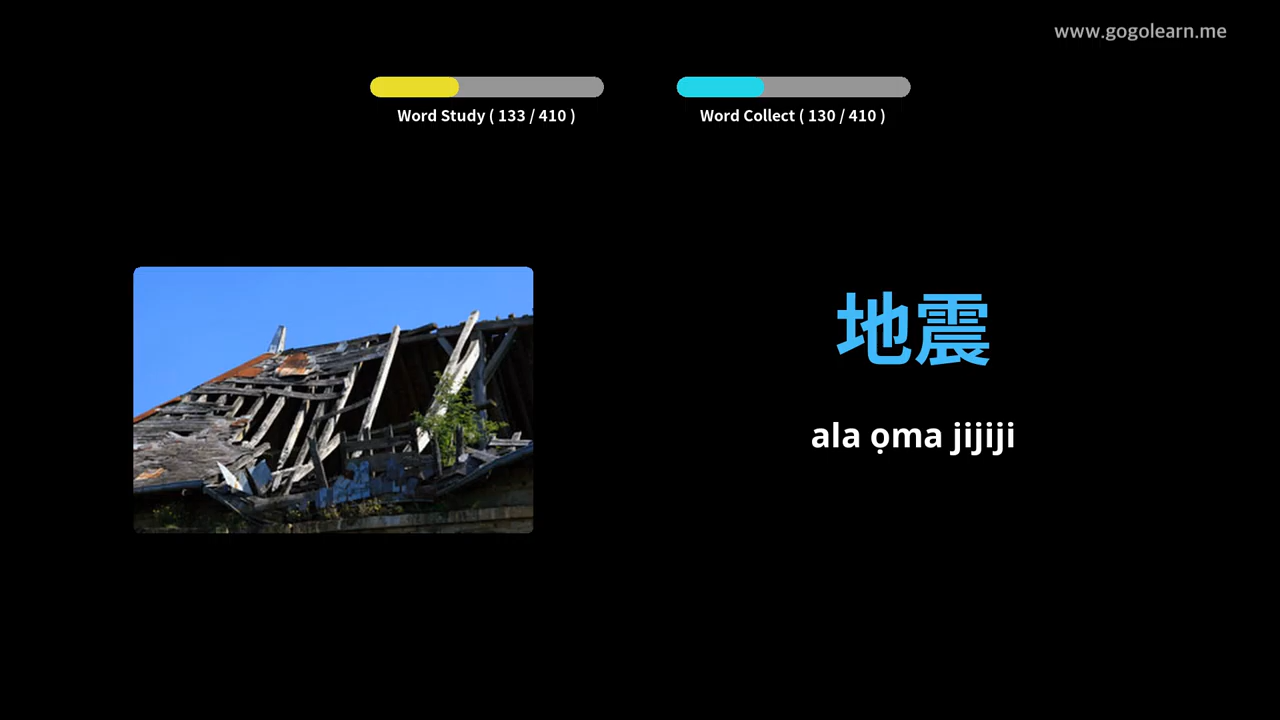 www.gogolearn.me
Word Study ( 133 / 410 )
Word Collect ( 130 / 410 )
地震
ala ọma jijiji